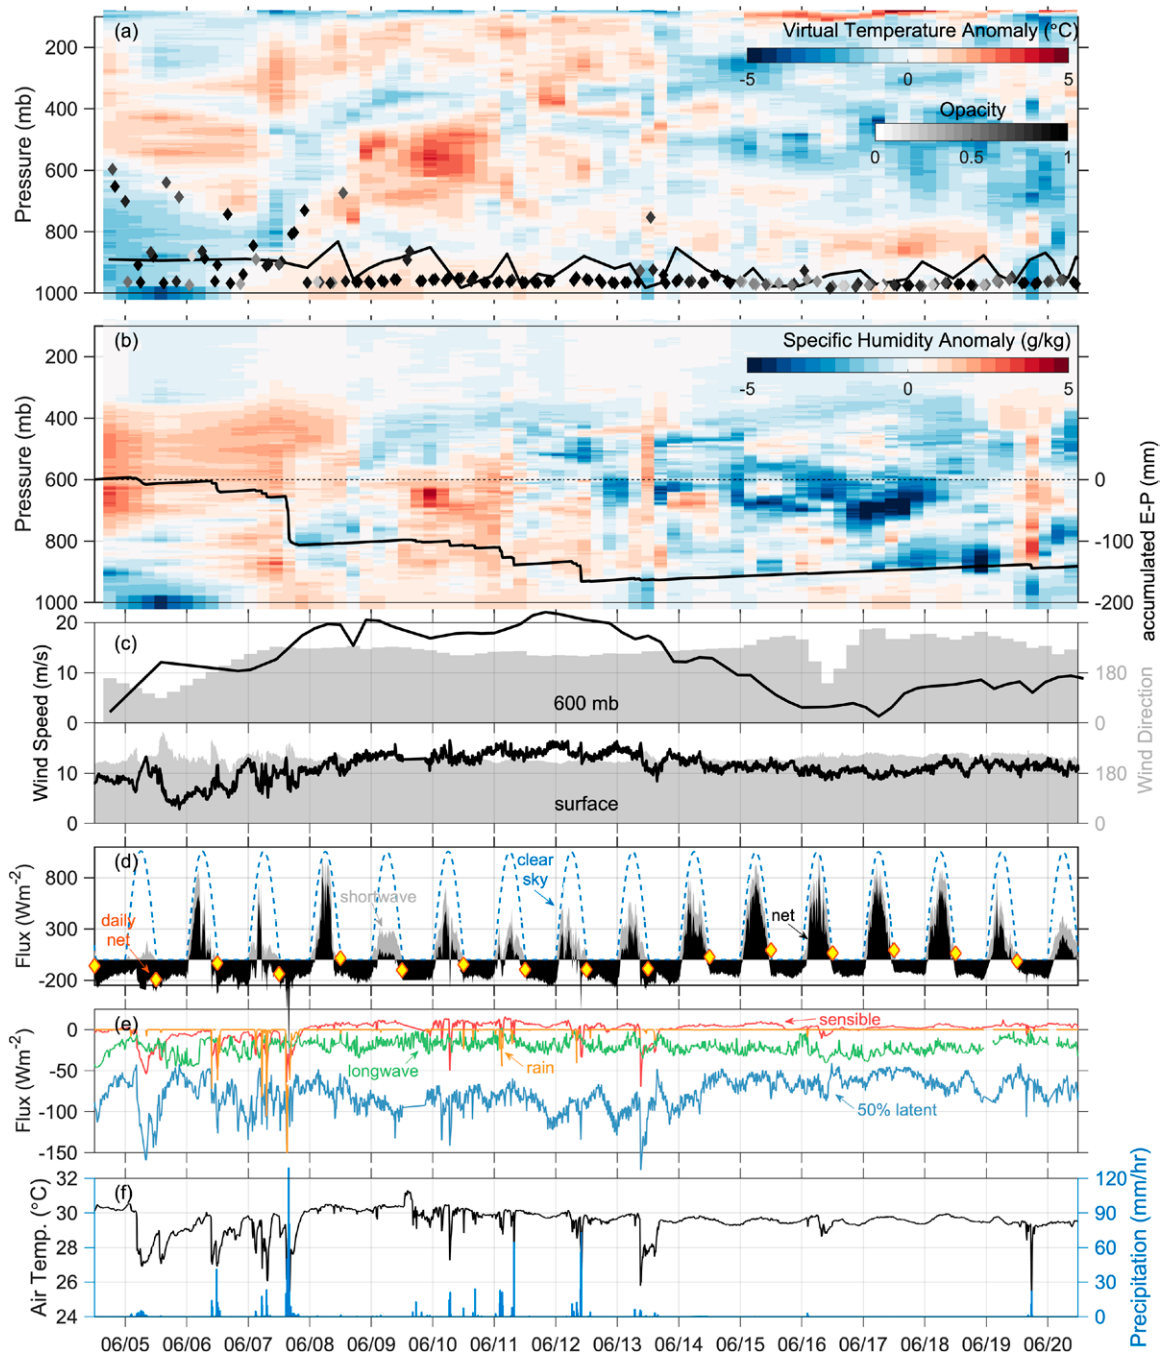 (a)
Virtual Temperature Anomaly (°C)
-5
0
5
Opacity
0
0.5
1
Pressure (mb)
200
400
600
800
1000
(b)
Specific Humidity Anomaly (g/kg)
-5
0
5
Pressure (mb)
200
400
600
800
1000
0
-100
-200
accumulated E-P (mm)
(c)
20
10
0
600 mb
180
0
Wind Speed (m/s)
Wind Direction
10
0
surface
180
0
(d)
Flux (Wm-2)
800
300
-200
daily
net
shortwave
clear
sky
net
(e)
Flux (Wm-2)
0
-50
-100
-150
longwave
rain
sensible
50% latent
(f)
Air Temp. (°C)
32
30
28
26
24
120
90
60
30
0
Precipitation (mm/hr)
06/05 06/06 06/07 06/08 06/09 06/10 06/11 06/12 06/13 06/14 06/15 06/16 06/17 06/18 06/19 06/20